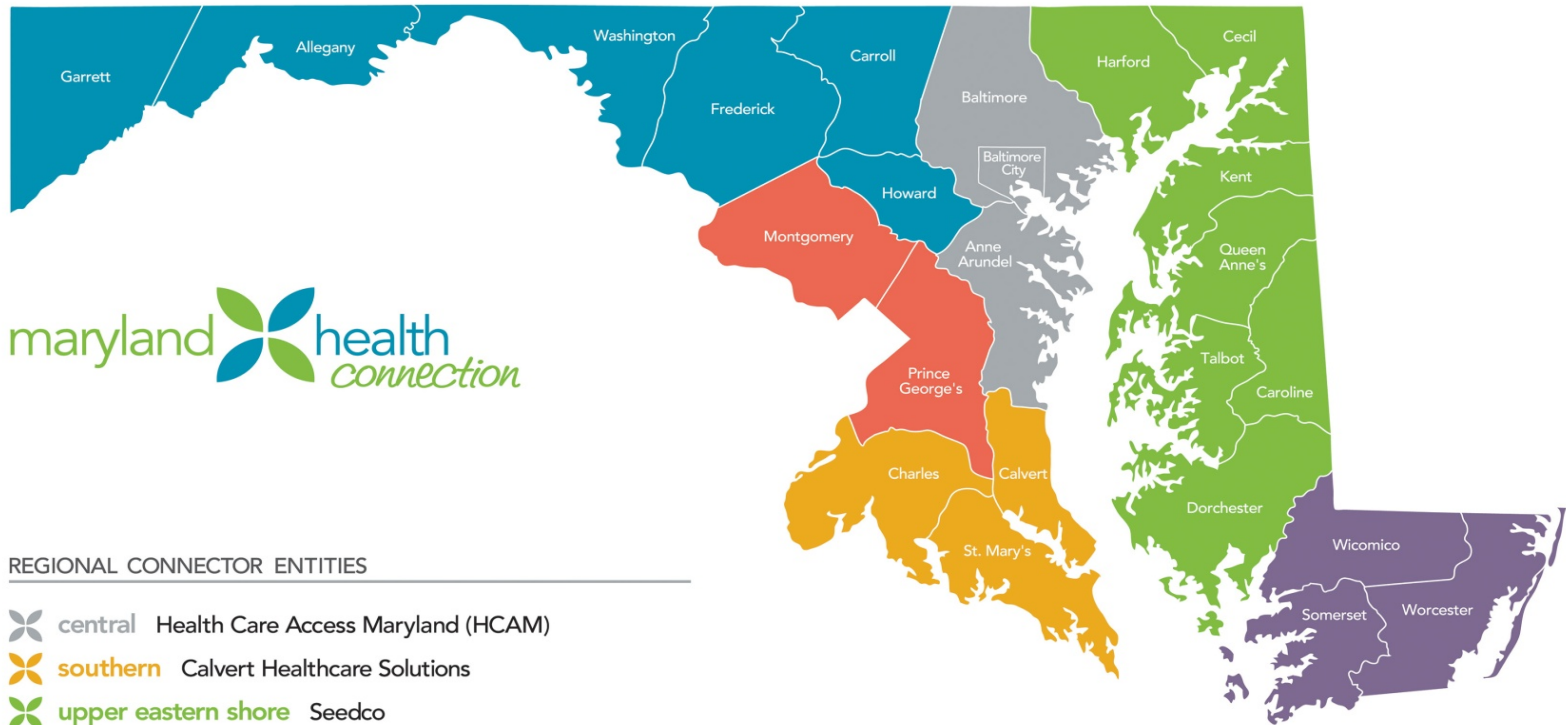 Garrett
Allegany
Washington
Frederick
Carroll
Baltimore
Baltimore
City
Harford
Cecil
Howard
Kent
Montgomery
Anne
Arundel
Queen
Anne's
Prince
George's
Talbot
Caroline
Charles
Calvert
St. Mary's
Dorchester
Wicomico
Somerset
Worcester
maryland health
connection
REGIONAL CONNECTOR ENTITIES
central Health Care Access Maryland (HCAM)
southern Calvert Healthcare Solutions
upper eastern shore Seedco